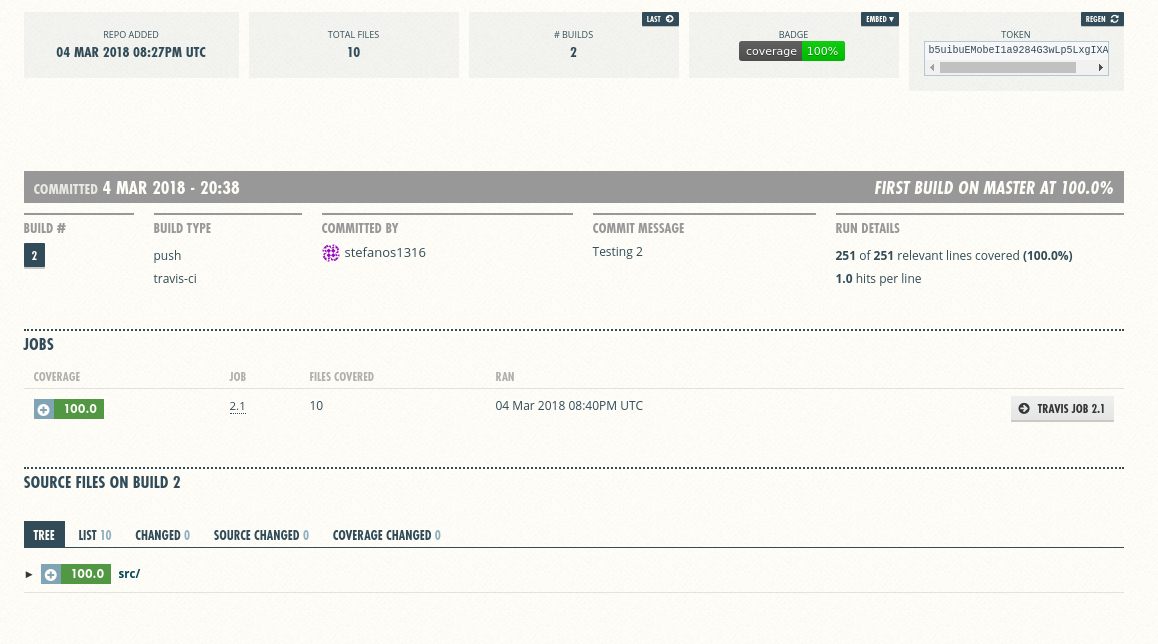 REPO ADDED
04 MAR 2018 08:27PM UTC
TOTAL FILES
10
LAST
# BUILDS
2
EMBED ▾
BADGE
coverage 100%
REGEN
TOKEN
b5uibuEMobeI1a9284G3wLp5LxgIXA
COMMITTED 4 MAR 2018 - 20:38
FIRST BUILD ON MASTER AT 100.0%
BUILD #
2
BUILD TYPE
push
travis-ci
COMMITTED BY
stefanos1316
COMMIT MESSAGE
Testing 2
RUN DETAILS
251 of 251 relevant lines covered (100.0%)
1.0 hits per line
JOBS
COVERAGE JOB FILES COVERED RAN
100.0 2.1 10 04 Mar 2018 08:40PM UTC TRAVIS JOB 2.1
SOURCE FILES ON BUILD 2
TREE LIST 10 CHANGED 0 SOURCE CHANGED 0 COVERAGE CHANGED 0
100.0 src/